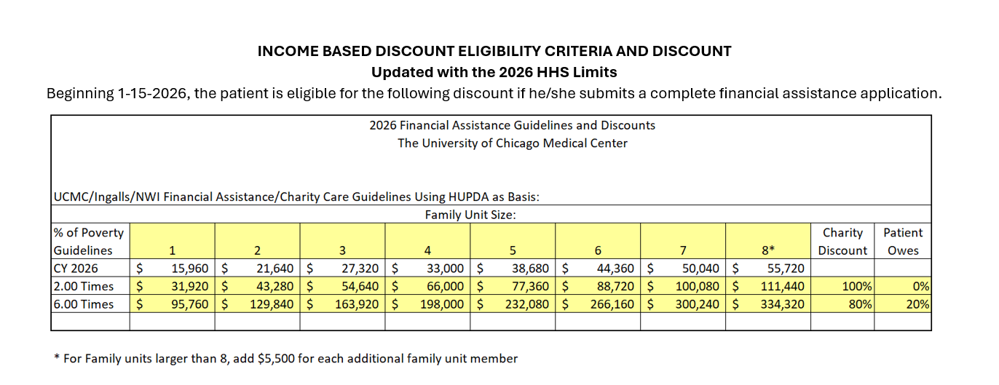 INCOME BASED DISCOUNT ELIGIBILITY CRITERIA AND DISCOUNT
Updated with the 2026 HHS Limits
Beginning 1-15-2026, the patient is eligible for the following discount if he/she submits a complete financial assistance application.
2026 Financial Assistance Guidelines and Discounts
The University of Chicago Medical Center
UCMC/Ingalls/NWI Financial Assistance/Charity Care Guidelines Using HUPDA as Basis:
Family Unit Size:
% of Poverty Charity Patient
Guidelines 1 2 3 4 5 6 7 8* Discount Owes
CY 2026 $ 15,960 $ 21,640 $ 27,320 $ 33,000 $ 38,680 $ 44,360 $ 50,040 $ 55,720
2.00 Times $ 31,920 $ 43,280 $ 54,640 $ 66,000 $ 77,360 $ 88,720 $ 100,080 $ 111,440 100% 0%
6.00 Times $ 95,760 $ 129,840 $ 163,920 $ 198,000 $ 232,080 $ 266,160 $ 300,240 $ 334,320 80% 20%
* For Family units larger than 8, add $5,500 for each additional family unit member